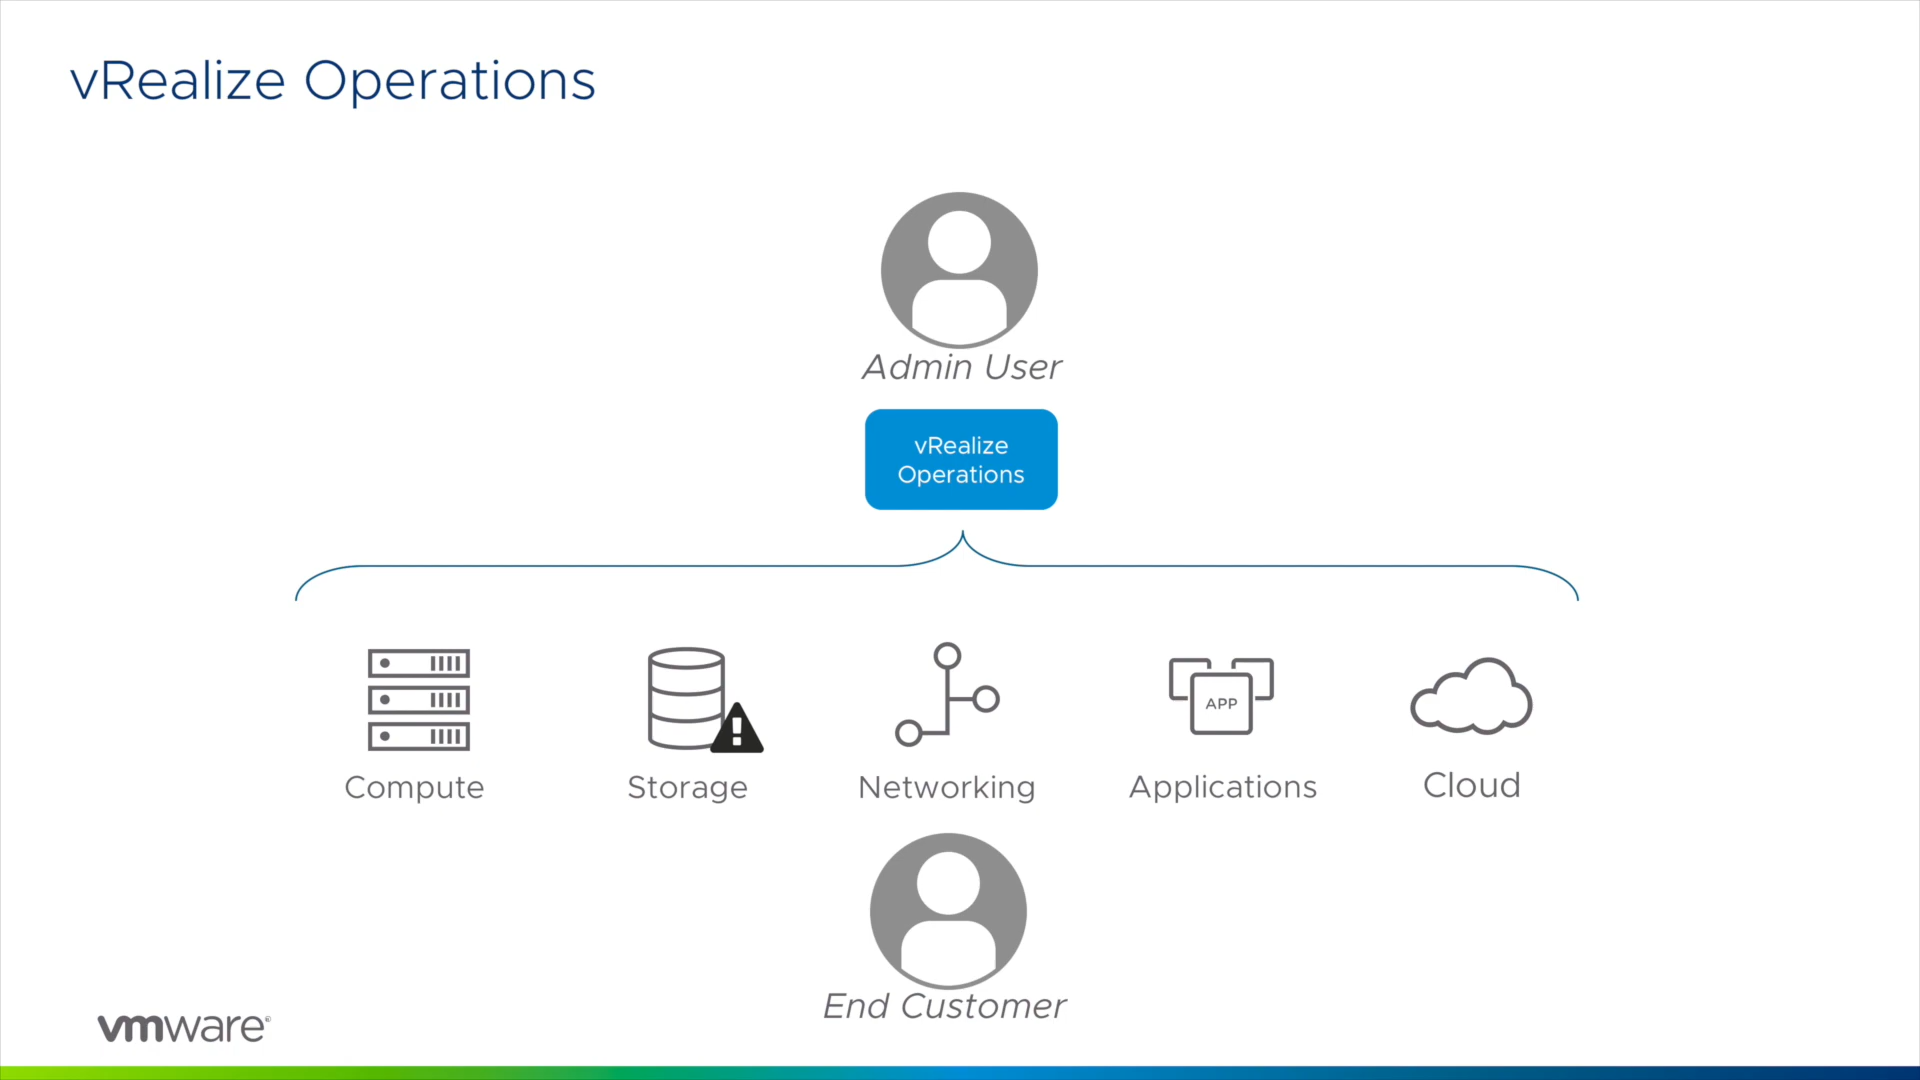 vRealize Operations
Admin User
vRealize
Operations
APP
Compute
Storage
Networking
Applications
Cloud
End Customer
vmware®